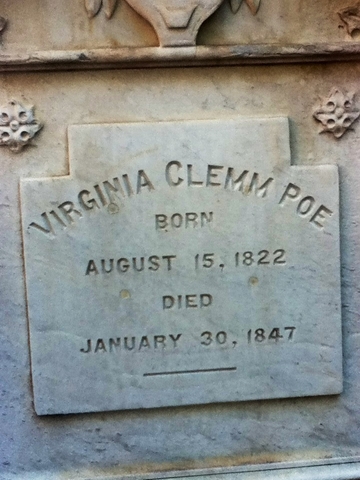 VIRGINIA CLEMM POE
BORN
AUGUST 15, 1822
DIED
JANUARY 30, 1847